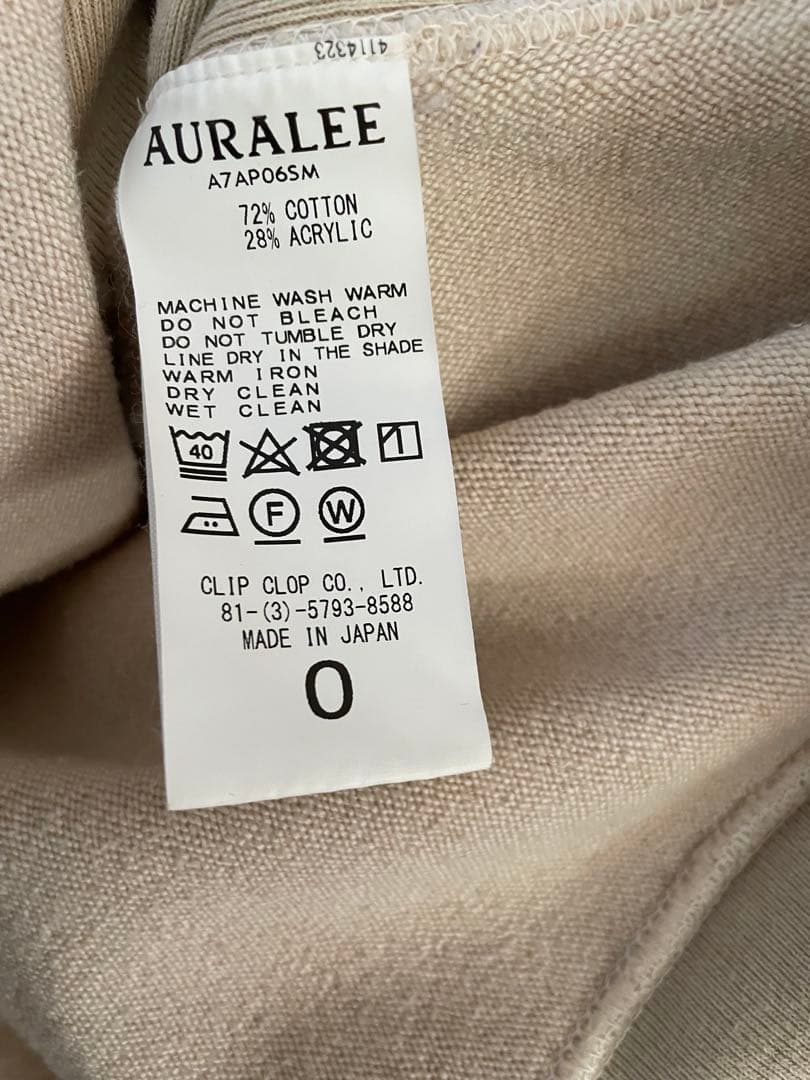 4114323
AURALEE
A7AP06SM
72% COTTON
28% ACRYLIC
MACHINE WASH WARM
DO NOT BLEACH
DO NOT TUMBLE DRY
LINE DRY IN THE SHADE
WARM IRON
DRY CLEAN
WET CLEAN
40
F W
CLIP CLOP CO., LTD.
81-(3)-5793-8588
MADE IN JAPAN
0